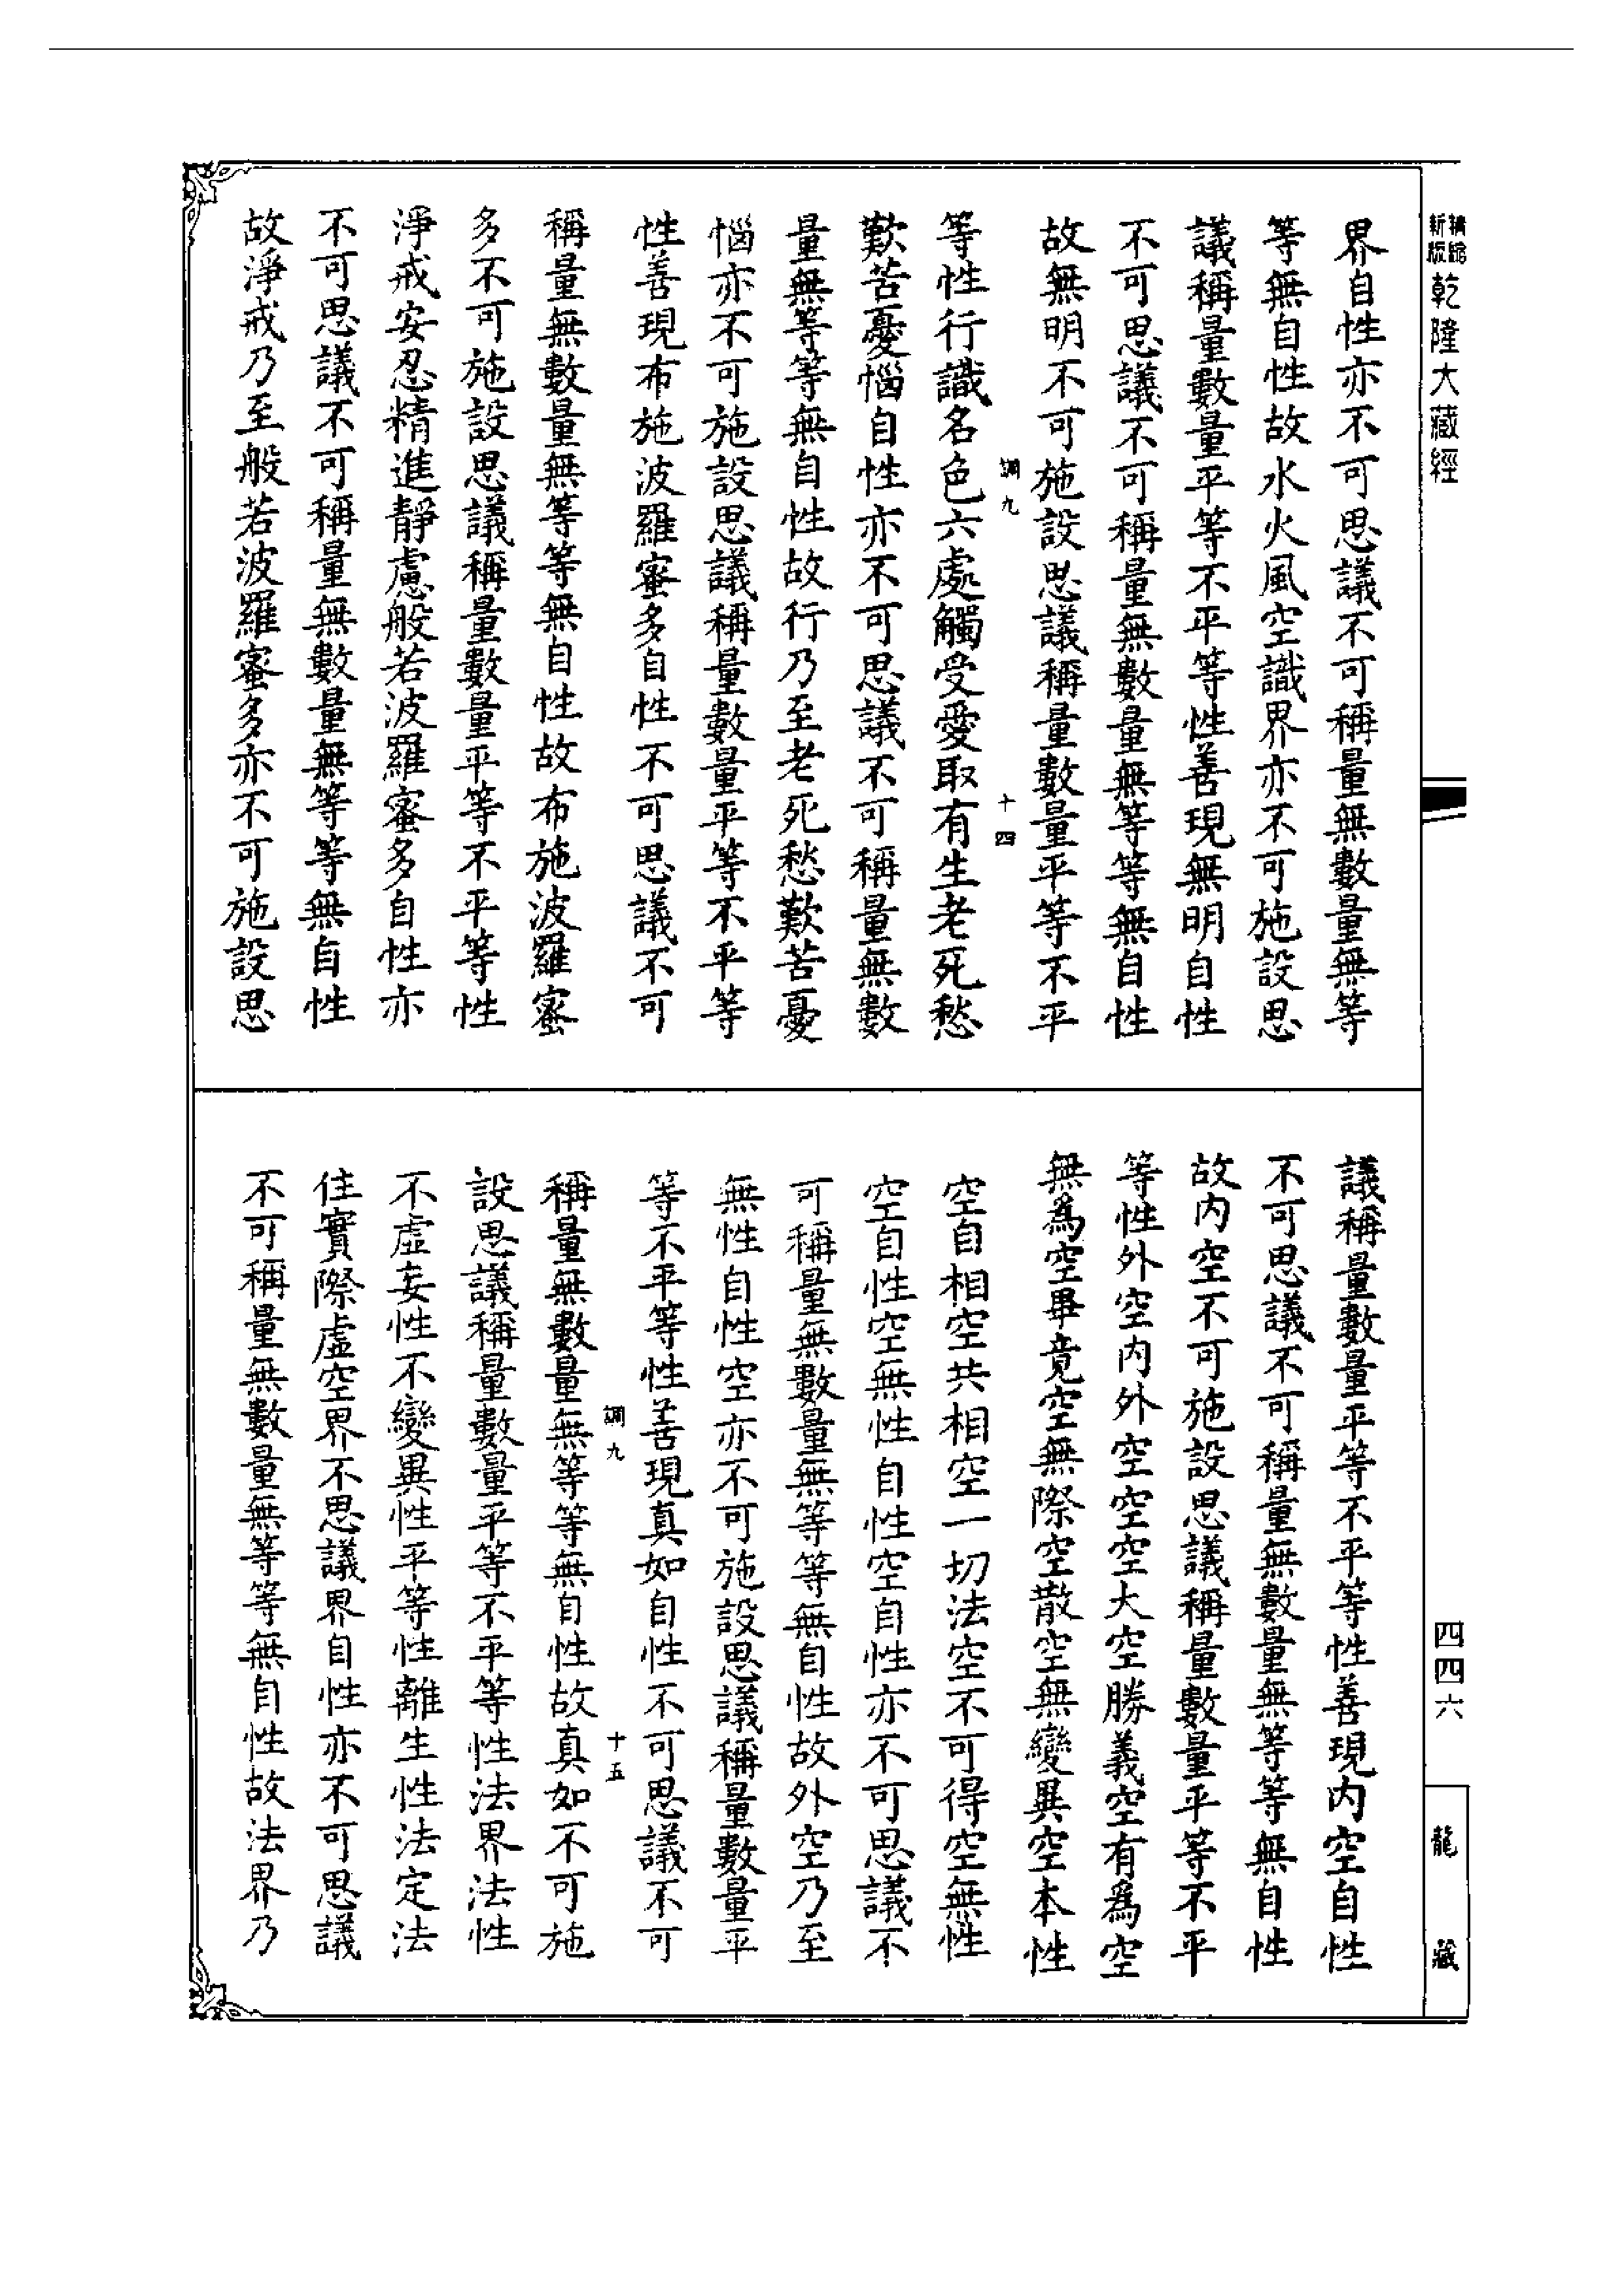 新編
縮版
乾隆大藏經
四四六
龍藏
界自性亦不可思議不可稱量無數量無等
等無自性故水火風空識界亦不可施設思
議稱量數量平等不平等性善現無明自性
不可思議不可稱量無數量無等等無自性
故無明不可施設思議稱量數量平等不平
調九 十四
等性行識名色六處觸受愛取有生老死愁
歎苦憂惱自性亦不可思議不可稱量無數
量無等等無自性故行乃至老死愁歎苦憂
惱亦不可施設思議稱量數量平等不平等
性善現布施波羅蜜多自性不可思議不可
稱量無數量無等等無自性故布施波羅蜜
多不可施設思議稱量數量平等不平等性
淨戒安忍精進靜慮般若波羅蜜多自性亦
不可思議不可稱量無數量無等等無自性
故淨戒乃至般若波羅蜜多亦不可施設思
議稱量數量平等不平等性善現內空自性
不可思議不可稱量無數量無等等無自性
故內空不可施設思議稱量數量平等不平
等性外空內外空空空大空勝義空有為空
無為空畢竟空無際空散空無變異空本性
空自相空共相空一切法空不可得空無性
空自性空無性自性空自性亦不可思議不
可稱量無數量無等等無自性故外空乃至
無性自性空亦不可施設思議稱量數量平
等不平等性善現真如自性不可思議不可
調九 十五
稱量無數量無等等無自性故真如不可施
設思議稱量數量平等不平等性法界法性
不虛妄性不變異性平等性離生性法定法
住實際虛空界不思議界自性亦不可思議
不可稱量無數量無等等無自性故法界乃